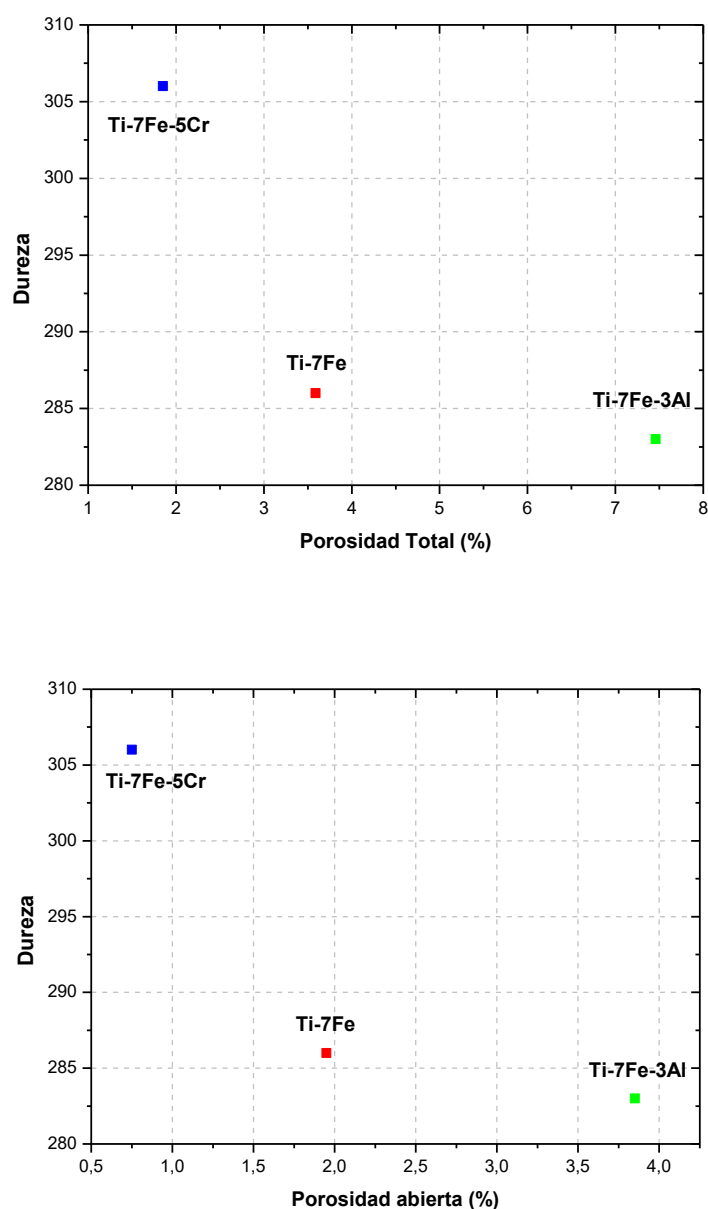 310
305
300
295
290
285
280
Dureza
Ti-7Fe-5Cr
Ti-7Fe
Ti-7Fe-3Al
1 2 3 4 5 6 7 8
Porosidad Total (%)
310
305
300
295
290
285
280
Dureza
Ti-7Fe-5Cr
Ti-7Fe
Ti-7Fe-3Al
0,5 1,0 1,5 2,0 2,5 3,0 3,5 4,0
Porosidad abierta (%)